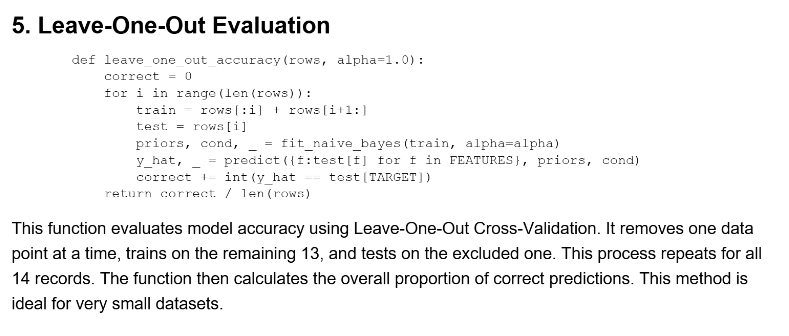 5. Leave-One-Out Evaluation
def leave_one_out_accuracy(rows, alpha=1.0):
correct = 0
for i in range(len(rows)):
train = rows[:i] + rows[i+1:]
test = rows[i]
priors, cond, _ = fit_naive_bayes(train, alpha=alpha)
y_hat, _ = predict({f:test[f] for f in FEATURES}, priors, cond)
correct += int(y_hat == test[TARGET])
return correct / len(rows)
This function evaluates model accuracy using Leave-One-Out Cross-Validation. It removes one data
point at a time, trains on the remaining 13, and tests on the excluded one. This process repeats for all
14 records. The function then calculates the overall proportion of correct predictions. This method is
ideal for very small datasets.